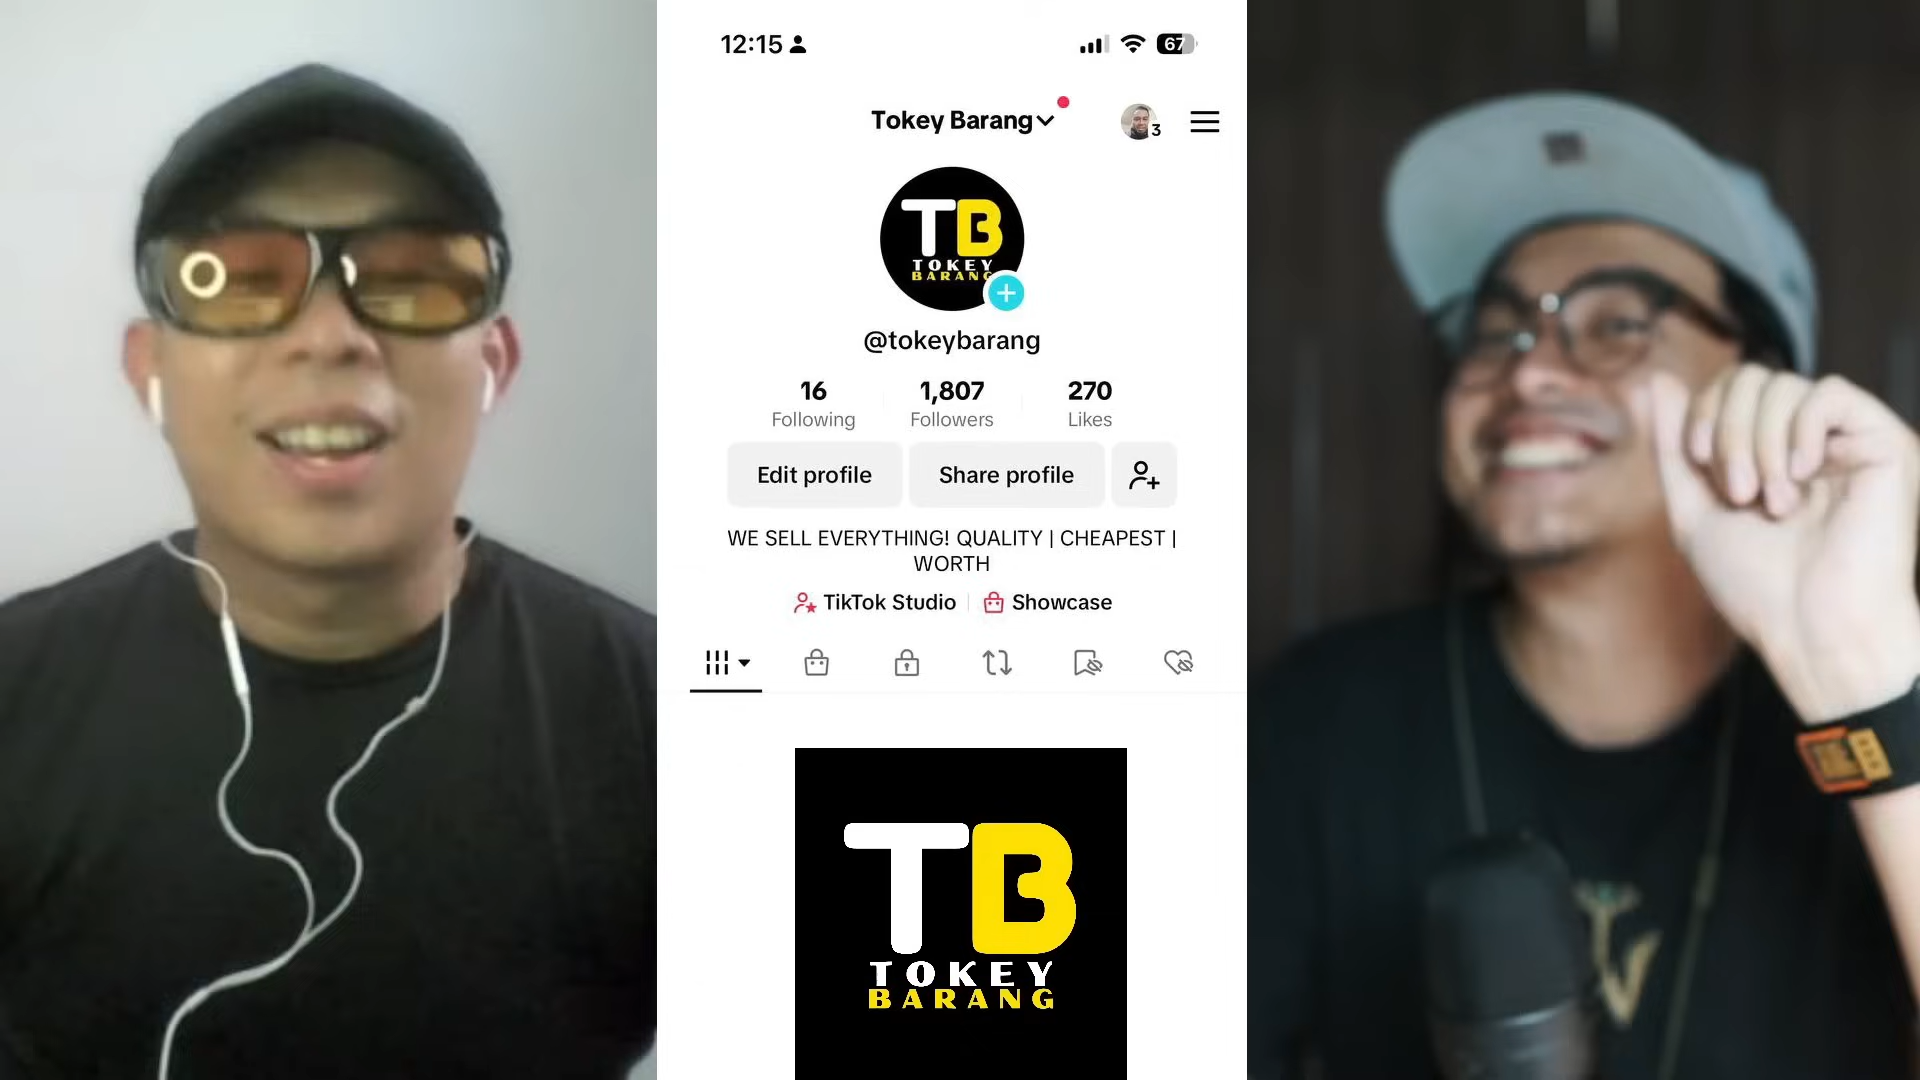 12:15
67
Tokey Barang
3
TB
TOKEY
BARANG
@tokeybarang
16 1,807 270
Following Followers Likes
Edit profile Share profile
WE SELL EVERYTHING! QUALITY | CHEAPEST |
WORTH
TikTok Studio Showcase
TB
TOKEY
BARANG